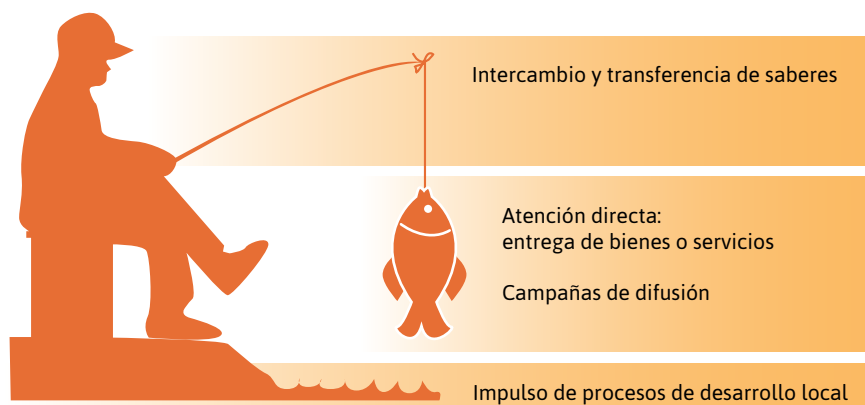 Intercambio y transferencia de saberes
Atención directa:
entrega de bienes o servicios
Campañas de difusión
Impulso de procesos de desarrollo local